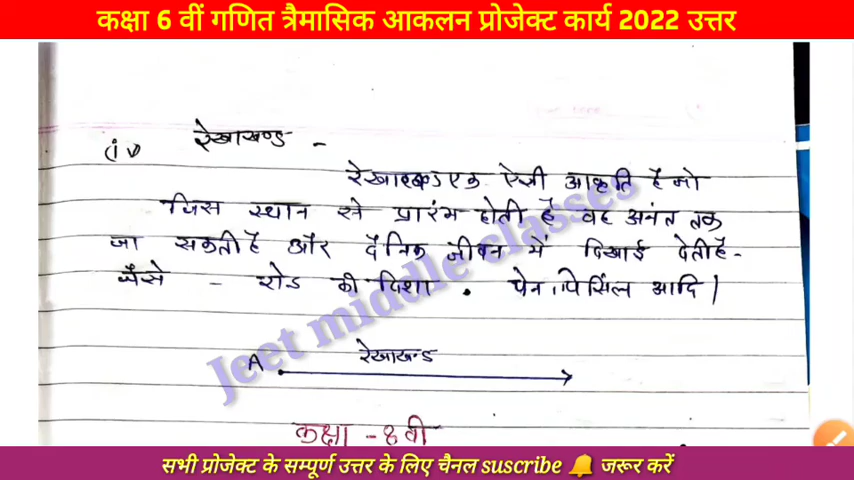 कक्षा 6 वीं गणित त्रैमासिक आकलन प्रोजेक्ट कार्य 2022 उत्तर
(iv) रेखाखण्ड -
रेखाखण्ड एक ऐसी आकृति है जो
जिस स्थान से प्रारंभ होती है वह अनंत तक
जा सकती है और दैनिक जीवन में दिखाई देती है-
जैसे - रोड की दिशा . पेन, पेंसिल आदि |
Jeet middle classes
A रेखाखण्ड
कक्षा - 8 वी
सभी प्रोजेक्ट के सम्पूर्ण उत्तर के लिए चैनल suscribe 🔔 जरूर करें